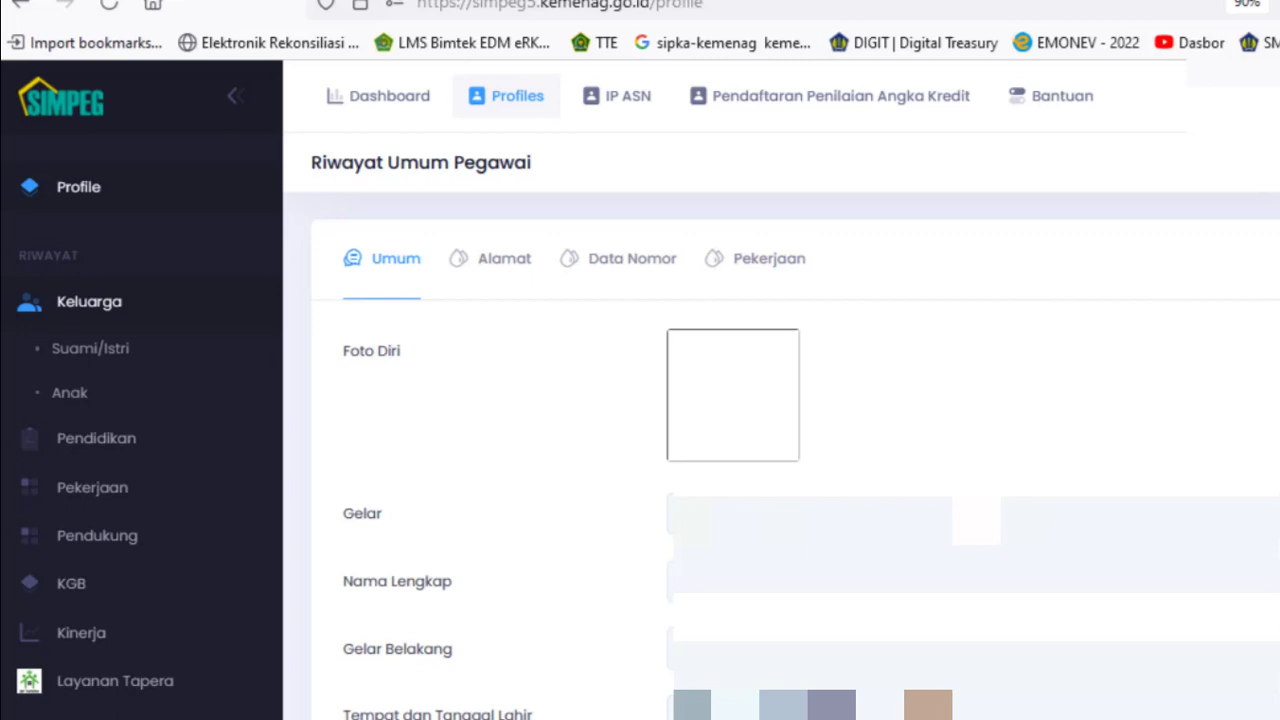 https://simpeg5.kemenag.go.id/profile
90%
Import bookmarks...
Elektronik Rekonsiliasi ...
LMS Bimtek EDM eRK...
TTE
sipka-kemenag keme...
DIGIT | Digital Treasury
EMONEV - 2022
Dasbor
SM
SIMPEG
Dashboard
Profiles
IP ASN
Pendaftaran Penilaian Angka Kredit
Bantuan
Riwayat Umum Pegawai
Profile
RIWAYAT
Keluarga
Suami/Istri
Anak
Pendidikan
Pekerjaan
Pendukung
KGB
Kinerja
Layanan Tapera
Umum
Alamat
Data Nomor
Pekerjaan
Foto Diri
Gelar
Nama Lengkap
Gelar Belakang
Tempat dan Tanggal Lahir